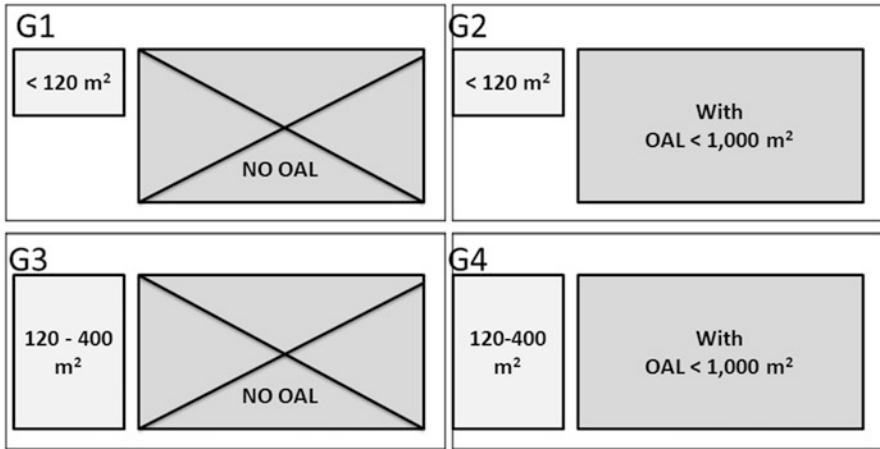 G1
< 120 m²
NO OAL
G2
< 120 m²
With
OAL < 1,000 m²
G3
120 - 400
m²
NO OAL
G4
120-400
m²
With
OAL < 1,000 m²